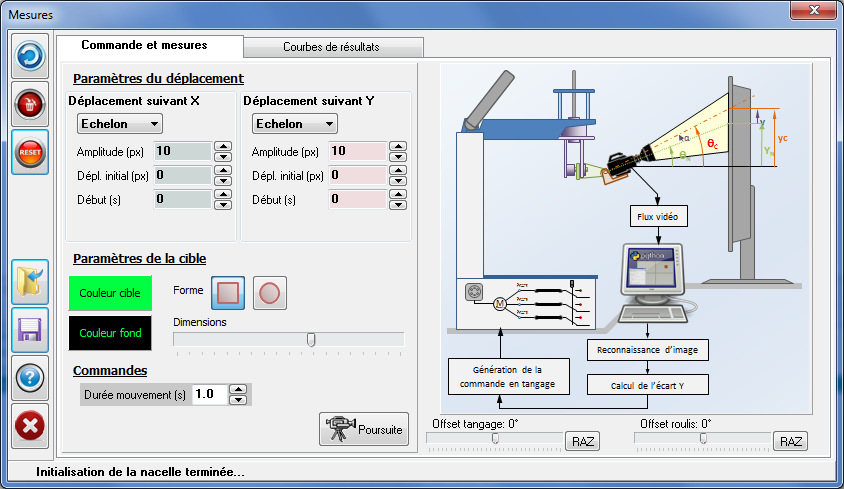 Mesures
Commande et mesures
Courbes de résultats
RESET
Paramètres du déplacement
Déplacement suivant X
Déplacement suivant Y
Echelon
Echelon
Amplitude (px) 10
Amplitude (px) 10
Dépl. initial (px) 0
Dépl. initial (px) 0
Début (s) 0
Début (s) 0
Paramètres de la cible
Couleur cible
Forme
Couleur fond
Dimensions
Commandes
Durée mouvement (s) 1.0
Poursuite
α
θc
yc
Flux vidéo
python
M
Reconnaissance d'image
Génération de la
commande en tangage
Calcul de l'écart Y
Offset tangage: 0°
RAZ
Offset roulis: 0°
RAZ
Initialisation de la nacelle terminée...